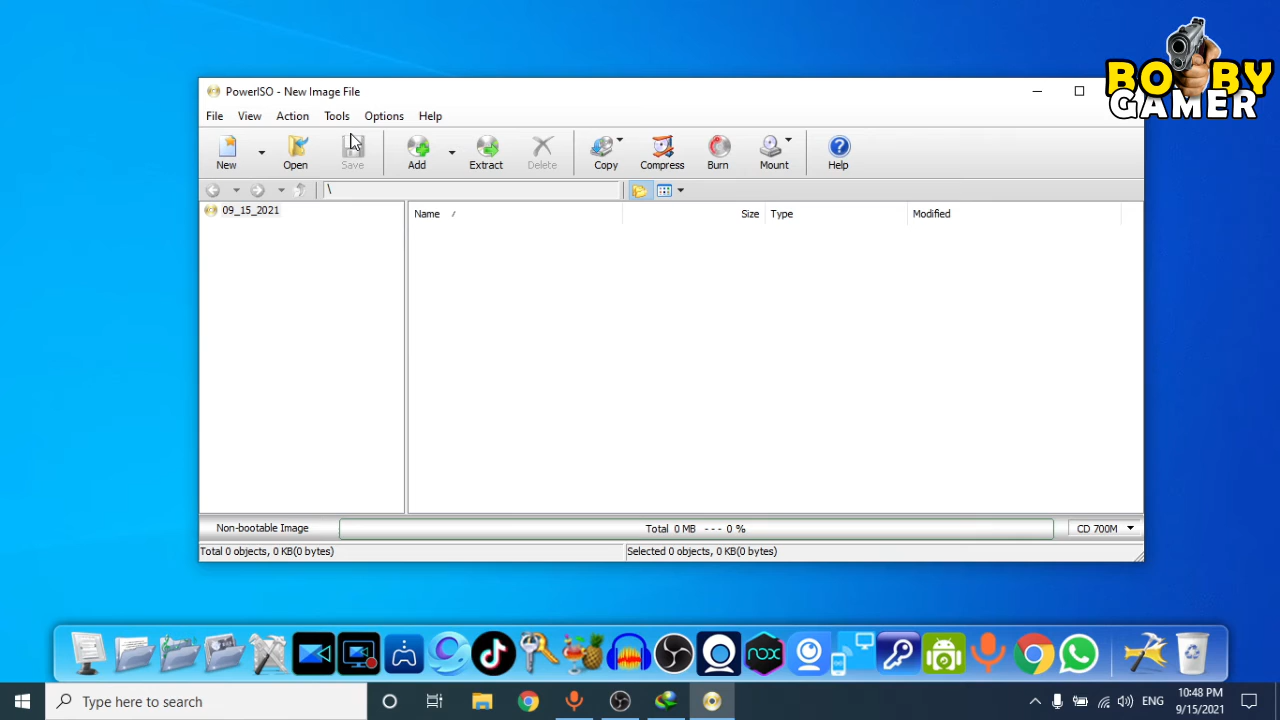 PowerISO - New Image File
BO BY
GAMER
File View Action Tools Options Help
New Open Save Add Extract Delete Copy Compress Burn Mount Help
\
09_15_2021
Name / Size Type Modified
Non-bootable Image Total 0 MB --- 0 % CD 700M
Total 0 objects, 0 KB(0 bytes) Selected 0 objects, 0 KB(0 bytes)
nox
Type here to search
ENG
10:48 PM
9/15/2021